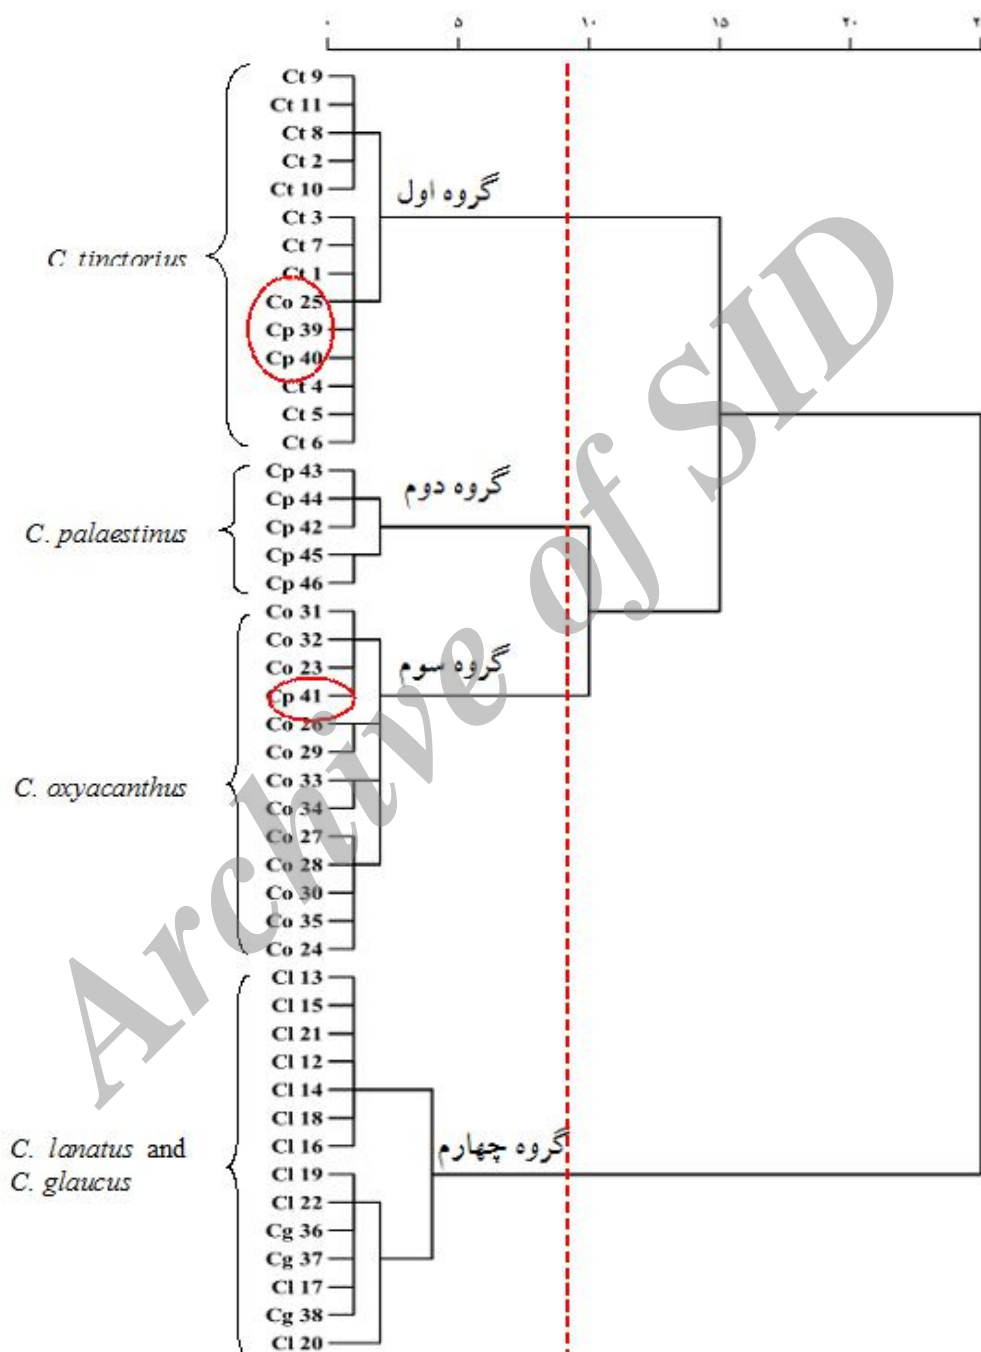 ۰ ۵ ۱۰ ۱۵ ۲۰ ۲
Ct 9
Ct 11
Ct 8
Ct 2
Ct 10
گروه اول
Ct 3
Ct 7
C. tinctorius
Ct 1
Co 25
Cp 39
Cp 40
Ct 4
Ct 5
Ct 6
Cp 43
گروه دوم
Cp 44
C. palaestinus
Cp 42
Cp 45
Cp 46
Co 31
Co 32
گروه سوم
Co 23
Cp 41
Co 26
Co 29
C. oxyacanthus
Co 33
Co 34
Co 27
Co 28
Co 30
Co 35
Co 24
Cl 13
Cl 15
Cl 21
Cl 12
Cl 14
Cl 18
C. lanatus and
C. glaucus
Cl 16
گروه چهارم
Cl 19
Cl 22
Cg 36
Cg 37
Cl 17
Cg 38
Cl 20
Archive of SID